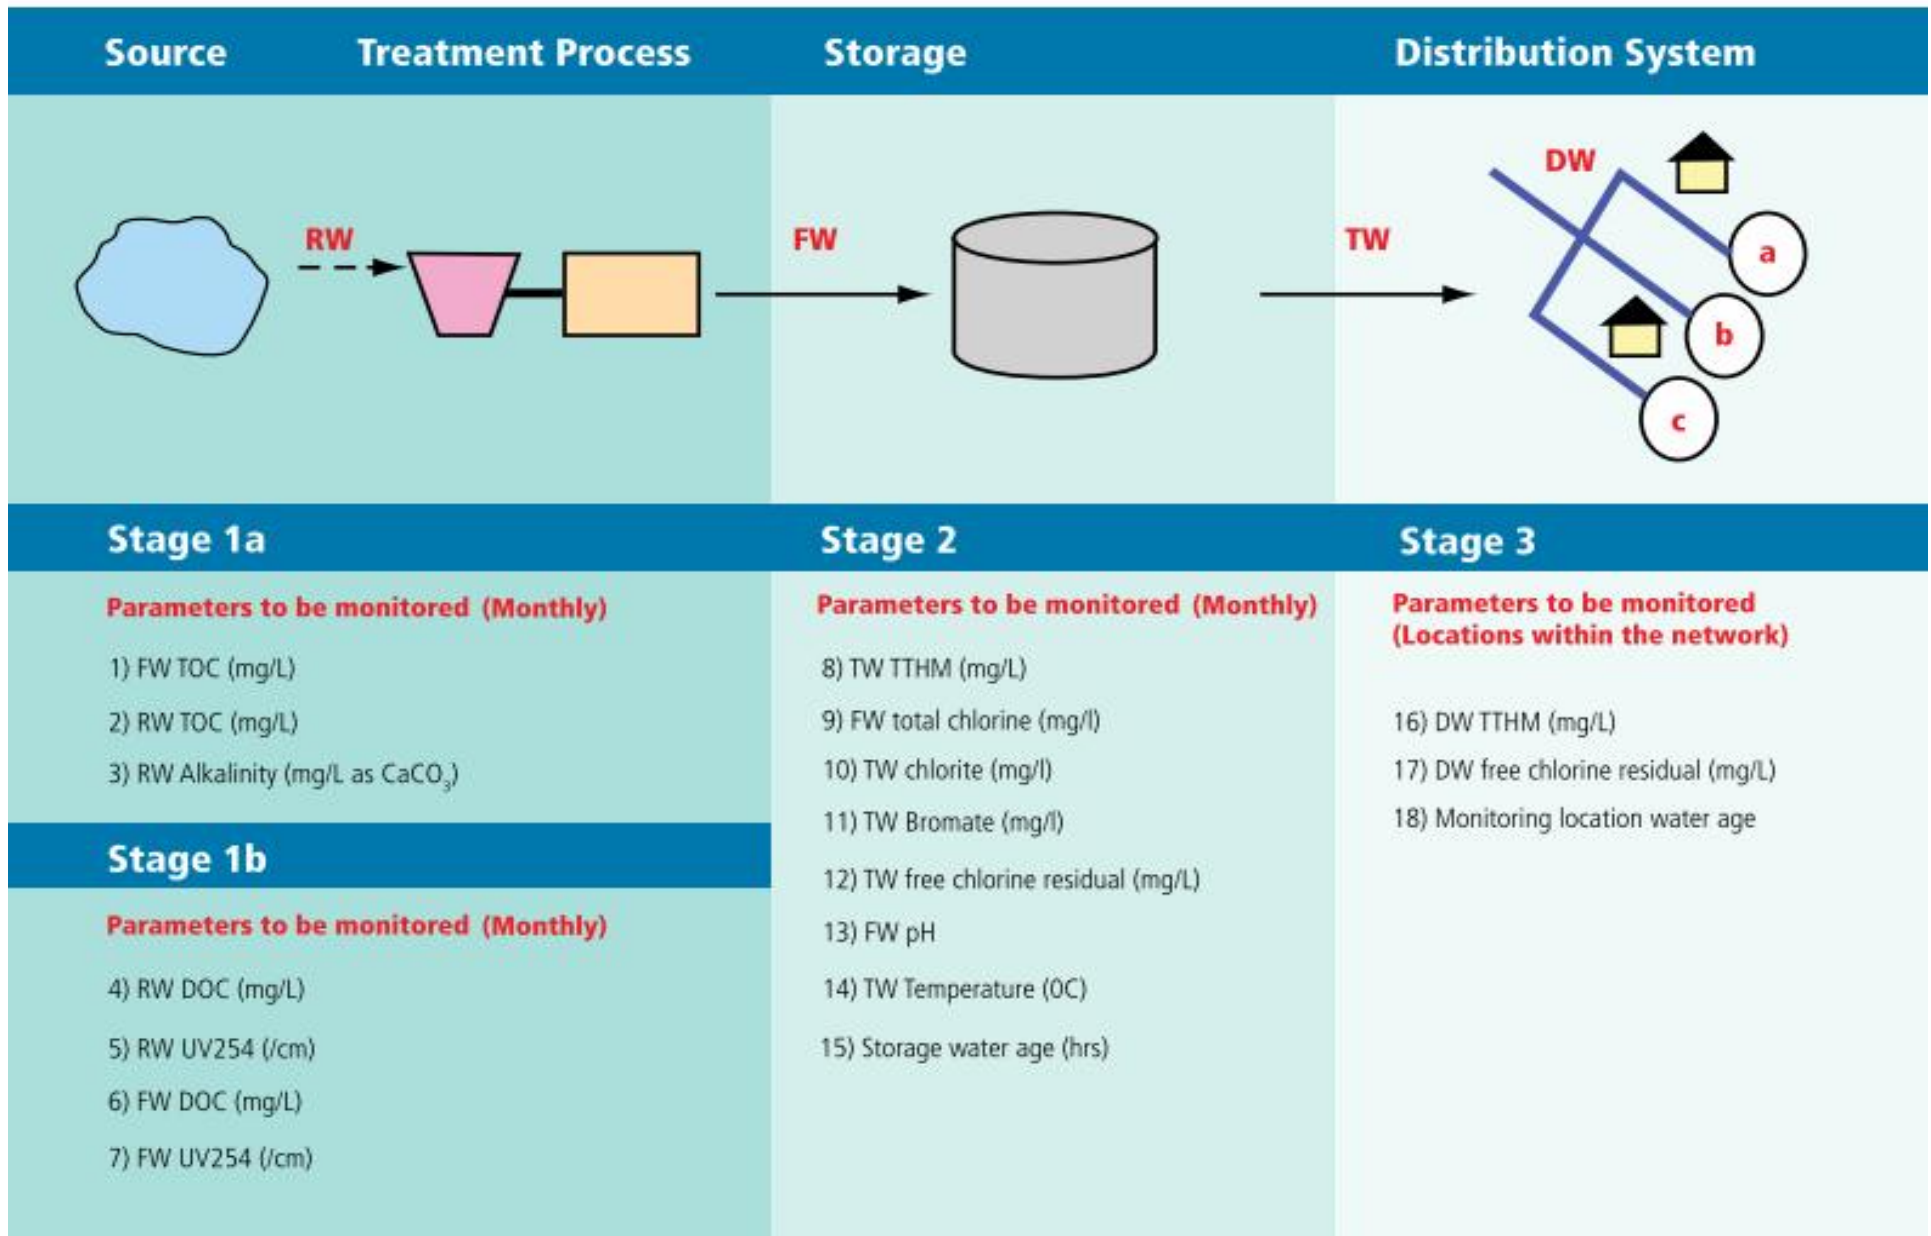 Source
Treatment Process
Storage
Distribution System
RW
FW
TW
DW
a
b
c
Stage 1a
Parameters to be monitored (Monthly)
1) FW TOC (mg/L)
2) RW TOC (mg/L)
3) RW Alkalinity (mg/L as CaCO₃)
Stage 1b
Parameters to be monitored (Monthly)
4) RW DOC (mg/L)
5) RW UV254 (/cm)
6) FW DOC (mg/L)
7) FW UV254 (/cm)
Stage 2
Parameters to be monitored (Monthly)
8) TW TTHM (mg/L)
9) FW total chlorine (mg/l)
10) TW chlorite (mg/l)
11) TW Bromate (mg/l)
12) TW free chlorine residual (mg/L)
13) FW pH
14) TW Temperature (0C)
15) Storage water age (hrs)
Stage 3
Parameters to be monitored
(Locations within the network)
16) DW TTHM (mg/L)
17) DW free chlorine residual (mg/L)
18) Monitoring location water age